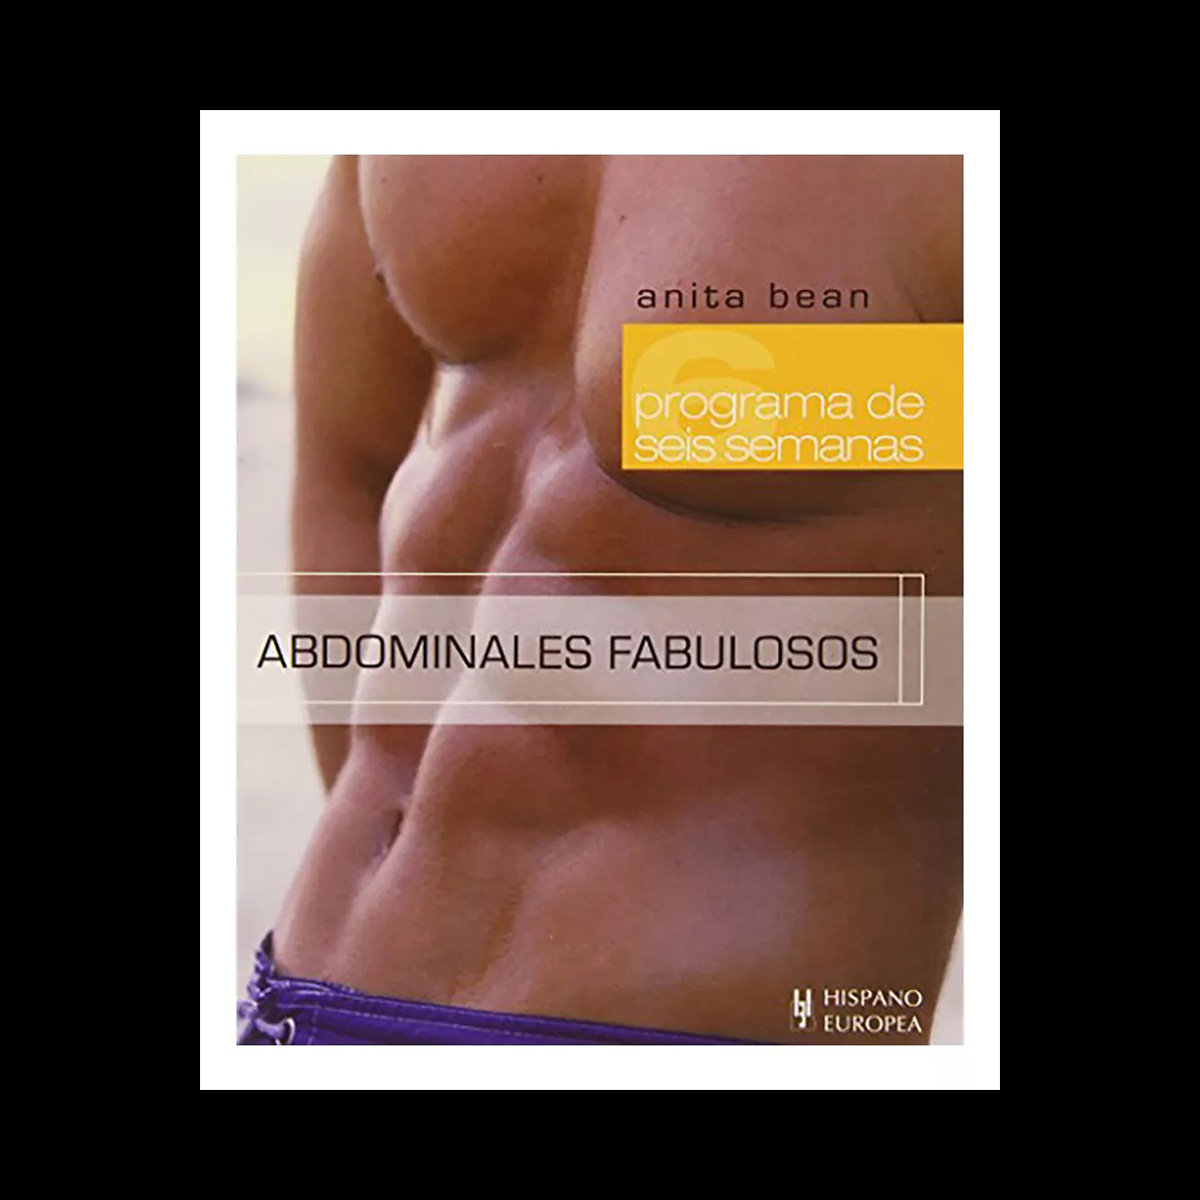 anita bean
6
programa de
seis semanas
ABDOMINALES FABULOSOS
HISPANO
EUROPEA